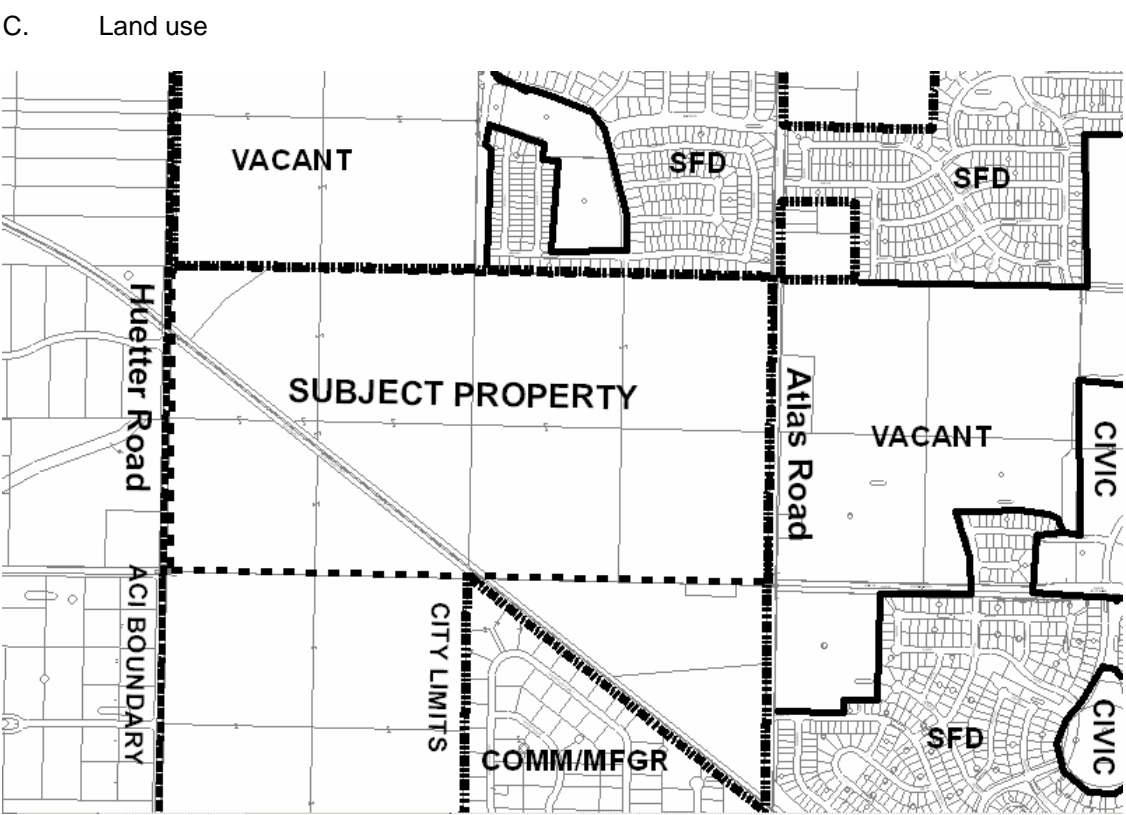 C. Land use
VACANT
SFD
SFD
Huetter Road
SUBJECT PROPERTY
Atlas Road
VACANT
CIVIC
ACI BOUNDARY
CITY LIMITS
COMM/MFGR
SFD
CIVIC